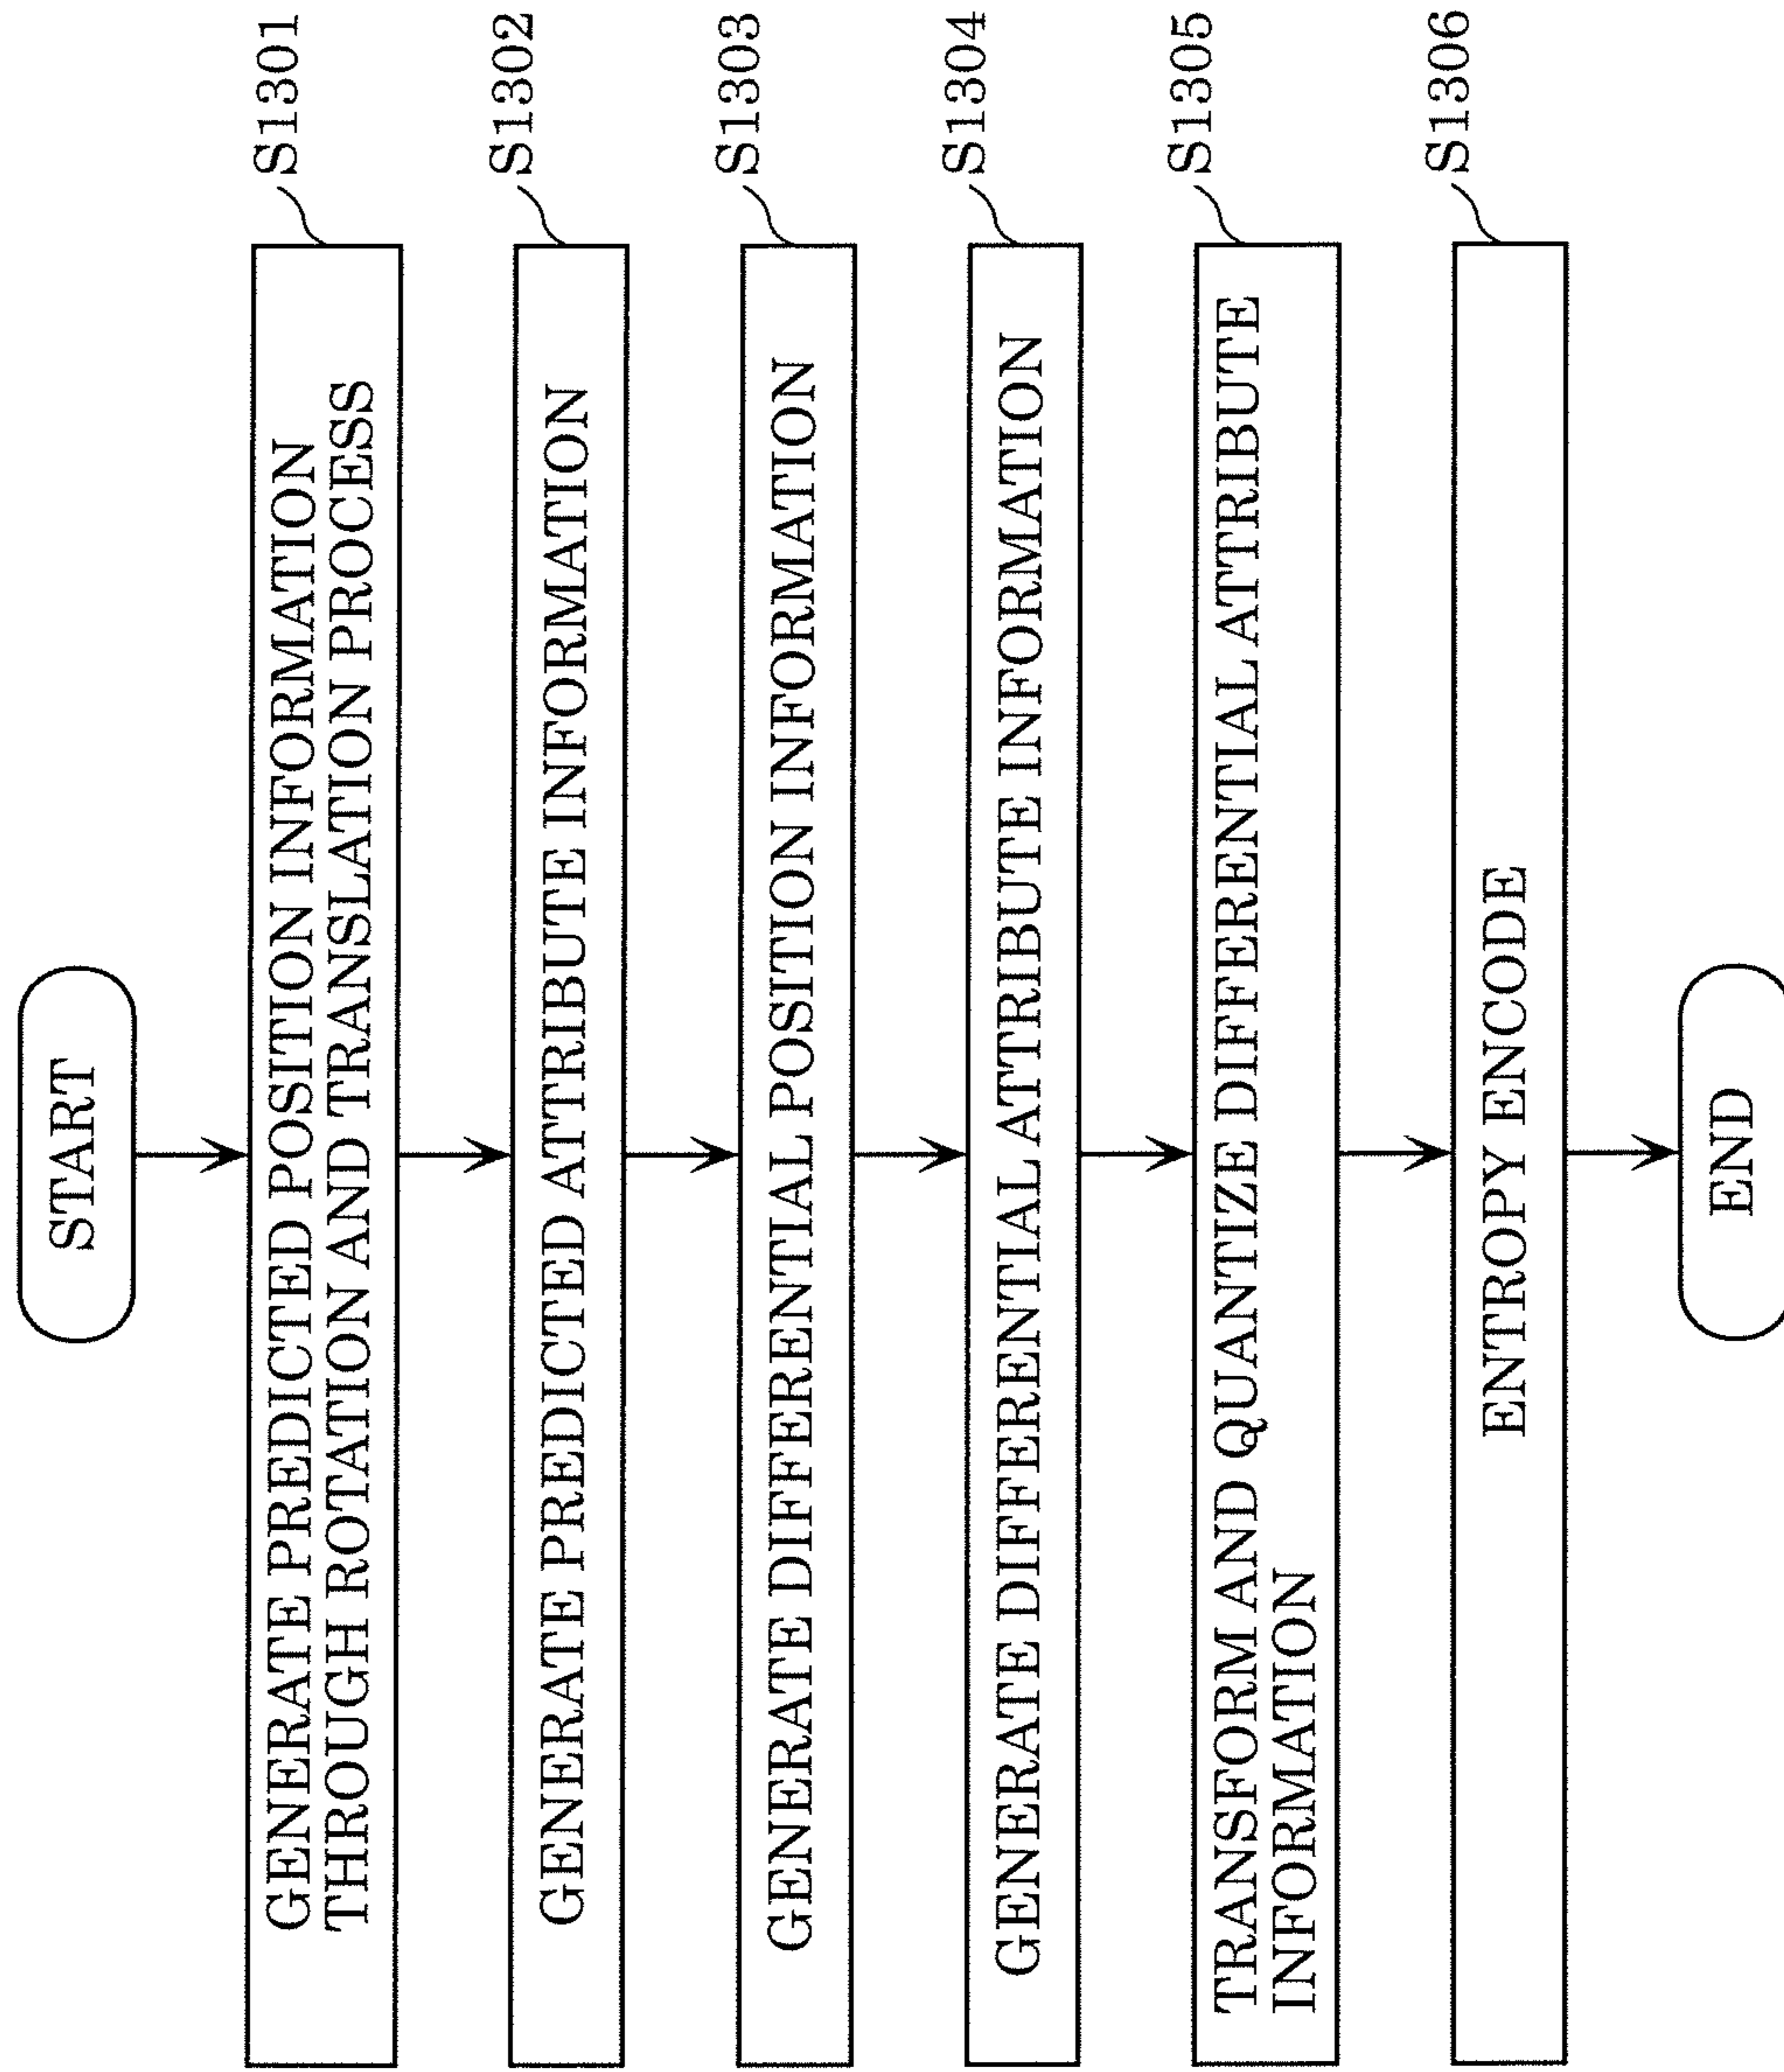 START
GENERATE PREDICTED POSITION INFORMATION
THROUGH ROTATION AND TRANSLATION PROCESS
S1301
GENERATE PREDICTED ATTRIBUTE INFORMATION
S1302
GENERATE DIFFERENTIAL POSITION INFORMATION
S1303
GENERATE DIFFERENTIAL ATTRIBUTE INFORMATION
S1304
TRANSFORM AND QUANTIZE DIFFERENTIAL ATTRIBUTE
INFORMATION
S1305
ENTROPY ENCODE
S1306
END